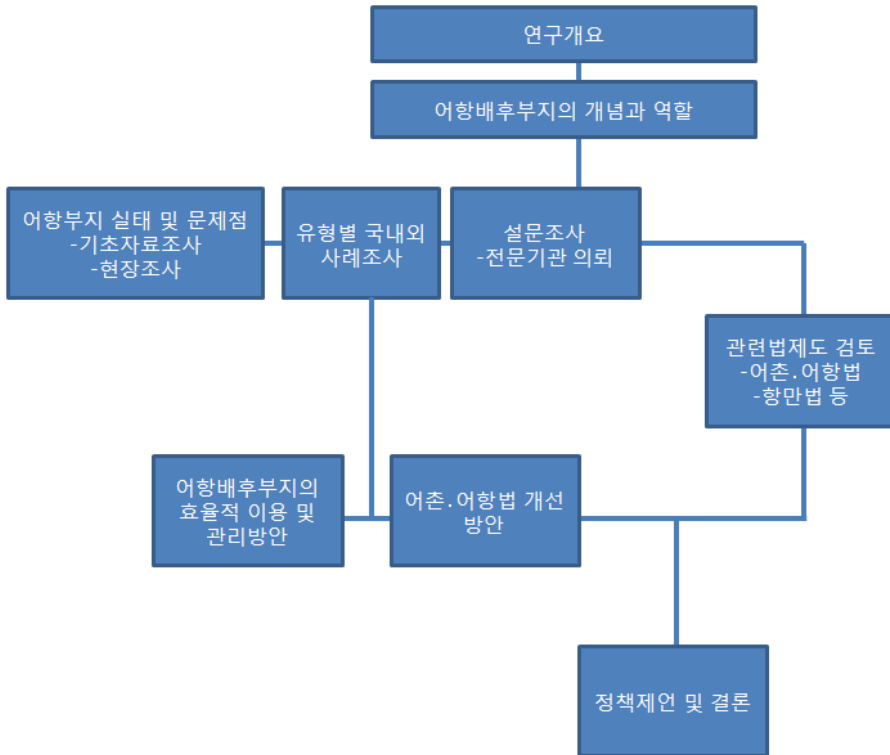 연구개요
어항배후부지의 개념과 역할
어항부지 실태 및 문제점
-기초자료조사
-현장조사
유형별 국내외
사례조사
설문조사
-전문기관 의뢰
관련법제도 검토
-어촌.어항법
-항만법 등
어항배후부지의
효율적 이용 및
관리방안
어촌.어항법 개선
방안
정책제언 및 결론